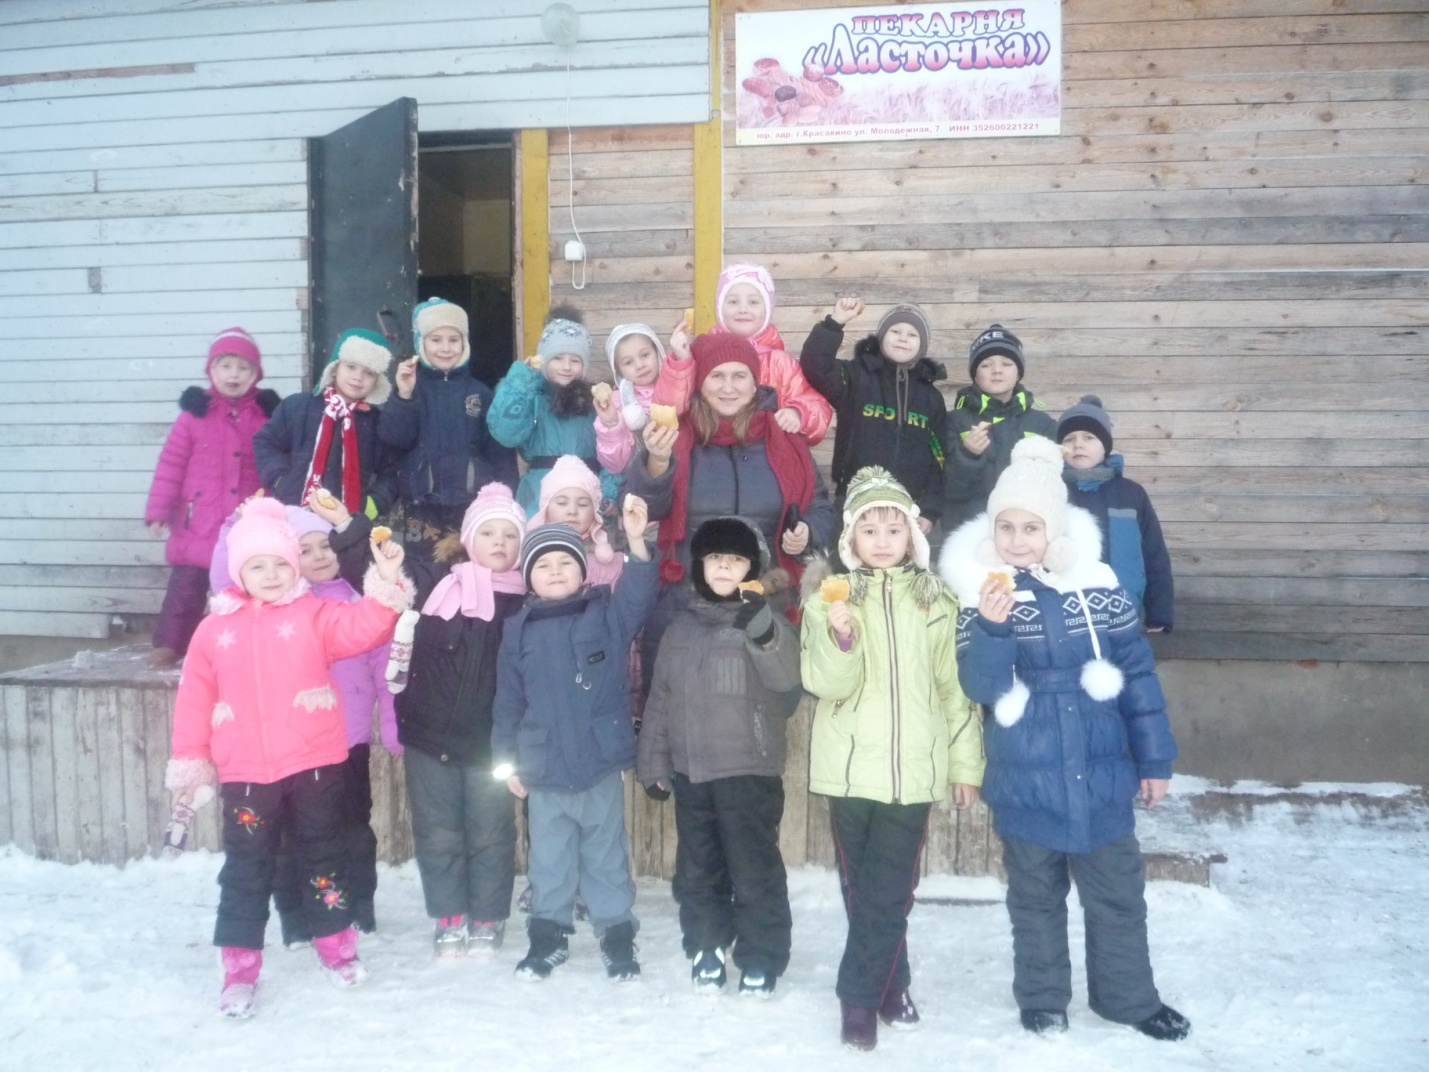 ПЕКАРНЯ
«Ласточка»
юр. адр. г.Красавино ул. Молодежная, 7 ИНН 352600221221
SPORT